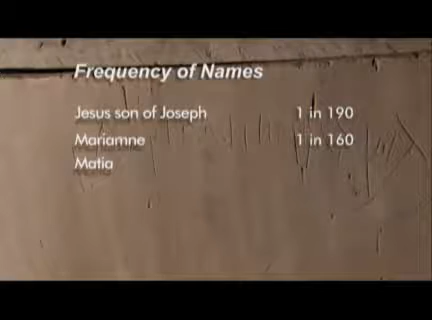 Frequency of Names
Jesus son of Joseph 1 in 190
Mariamne 1 in 160
Matia